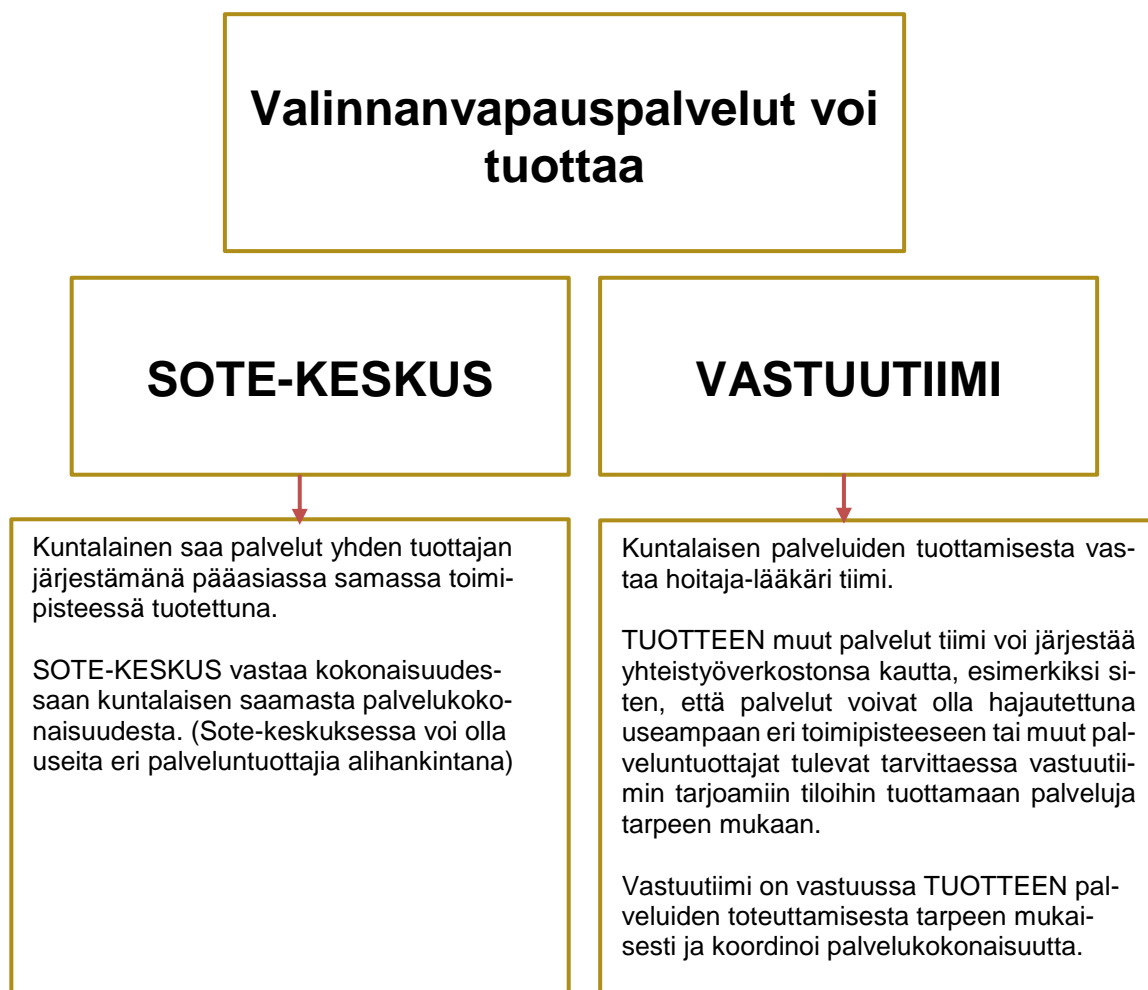 Valinnanvapauspalvelut voi
tuottaa
SOTE-KESKUS
VASTUUTIIMI
Kuntalainen saa palvelut yhden tuottajan
järjestämänä pääasiassa samassa toimi-
pisteessä tuotettuna.
SOTE-KESKUS vastaa kokonaisuudes-
saan kuntalaisen saamasta palveluko­ko-
naisuudesta. (Sote-keskuksessa voi olla
useita eri palveluntuottajia alihankintana)
Kuntalaisen palveluiden tuottamisesta vas-
taa hoitaja-lääkäri tiimi.
TUOTTEEN muut palvelut tiimi voi järjestää
yhteistyöverkostonsa kautta, esimerkiksi si-
ten, että palvelut voivat olla hajautettuna
useampaan eri toimipisteeseen tai muut pal-
veluntuottajat tulevat tarvittaessa vastuutii-
min tarjoamiin tiloihin tuottamaan palveluja
tarpeen mukaan.
Vastuutiimi on vastuussa TUOTTEEN pal-
veluiden toteuttamisesta tarpeen mukai-
sesti ja koordinoi palvelukokonaisuutta.